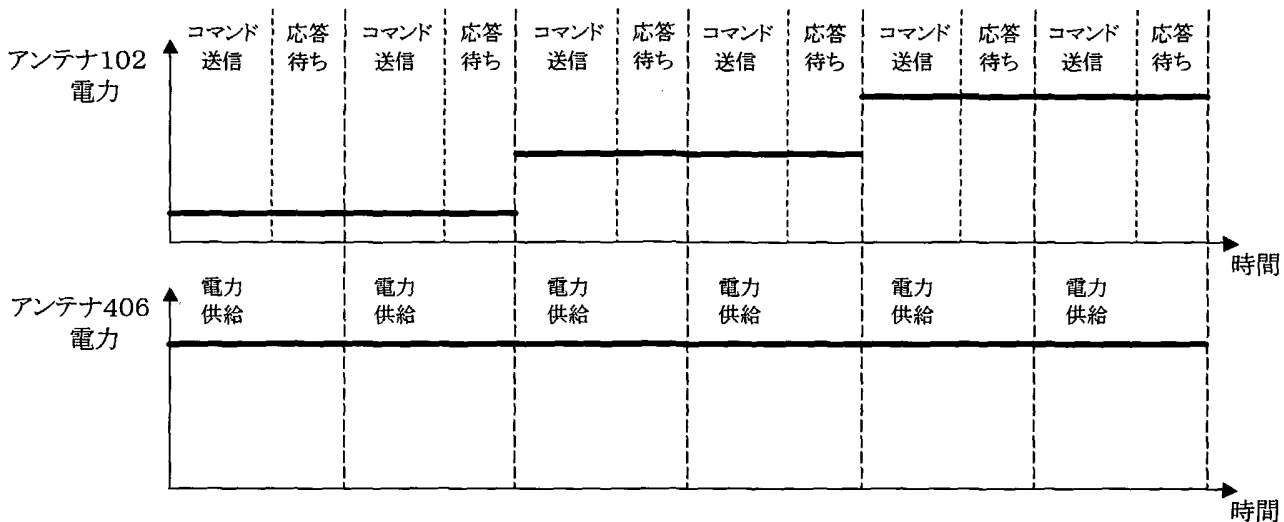 コマンド 応答 コマンド 応答 コマンド 応答 コマンド 応答 コマンド 応答 コマンド 応答
送信 待ち 送信 待ち 送信 待ち 送信 待ち 送信 待ち 送信 待ち
アンテナ102
電力
時間
電力 電力 電力 電力 電力 電力
供給 供給 供給 供給 供給 供給
アンテナ406
電力
時間